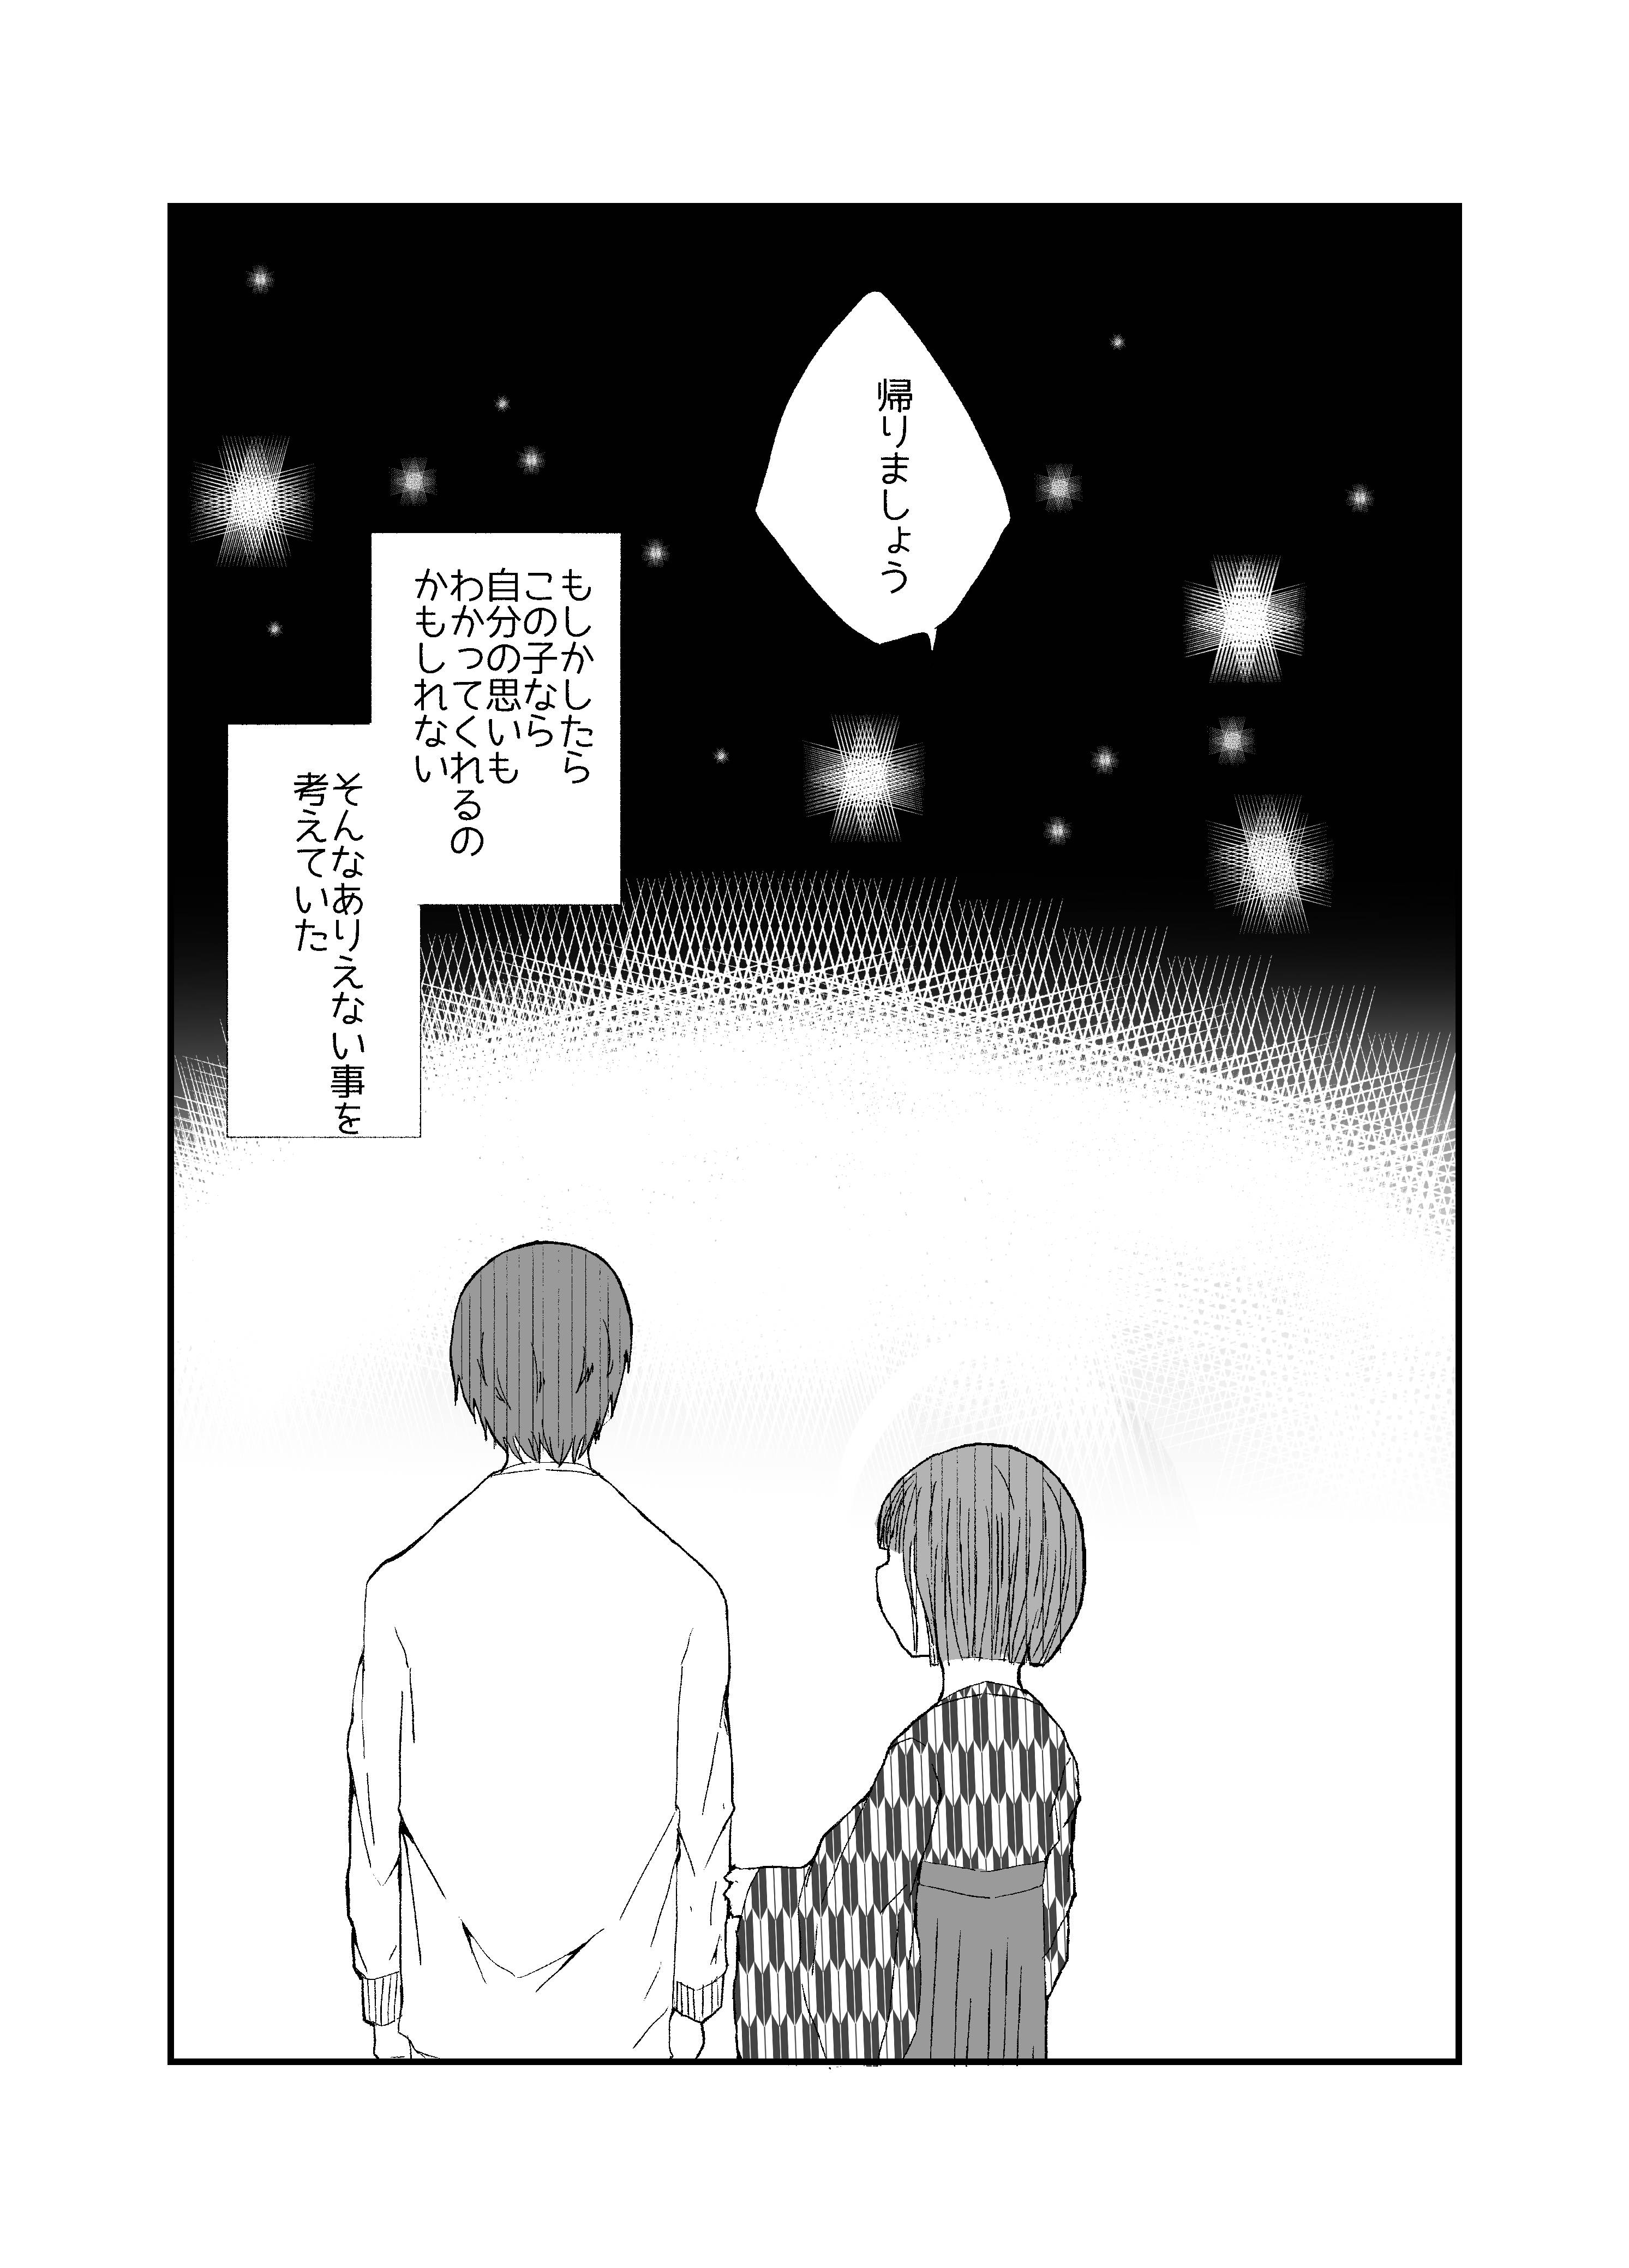 帰りましょう
もしかしたら
この子なら
自分の思いも
わかってくれるの
かもしれない
そんなありえない事を
考えていた